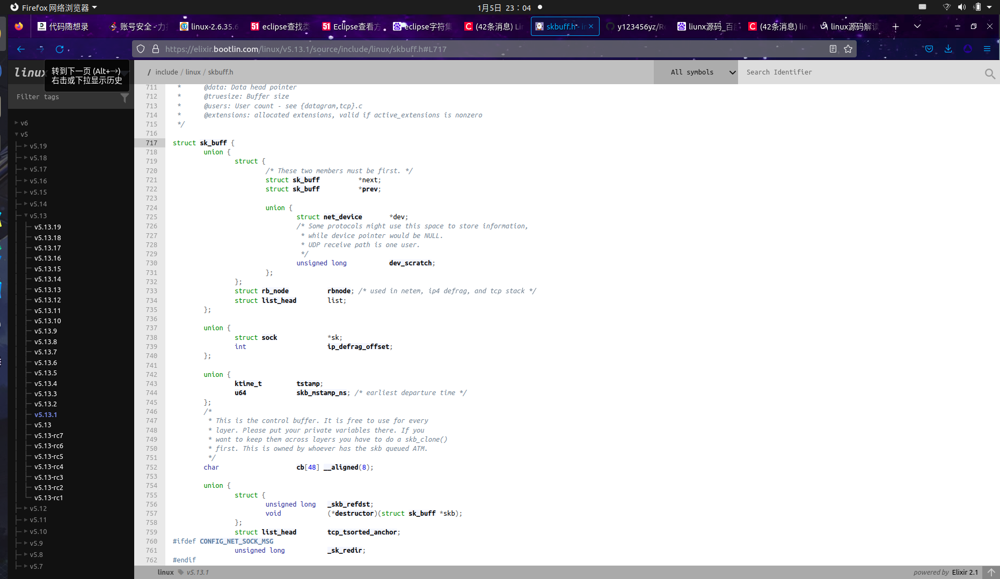 Firefox 网络浏览器
1月5日 23：04
代码随想录
账号安全 - 力
linux-2.6.35.6
eclipse查找类
Eclipse查看方
eclipse字符集
(42条消息) Lin
skbuff.h - in
y123456yz/Re
liunx源码_百度
(42条消息) lin
linux源码解读
https://elixir.bootlin.com/linux/v5.13.1/source/include/linux/skbuff.h#L717
linux
转到下一页 (Alt+→)
右击或下拉显示历史
/ include / linux / skbuff.h
All symbols
Search Identifier
Filter tags
v6
v5
v5.19
v5.18
v5.17
v5.16
v5.15
v5.14
v5.13
v5.13.19
v5.13.18
v5.13.17
v5.13.16
v5.13.15
v5.13.14
v5.13.13
v5.13.12
v5.13.11
v5.13.10
v5.13.9
v5.13.8
v5.13.7
v5.13.6
v5.13.5
v5.13.4
v5.13.3
v5.13.2
v5.13.1
v5.13
v5.13-rc7
v5.13-rc6
v5.13-rc5
v5.13-rc4
v5.13-rc3
v5.13-rc2
v5.13-rc1
v5.12
v5.11
v5.10
v5.9
v5.8
v5.7
711 * @data: Data head pointer
712 * @truesize: Buffer size
713 * @users: User count - see {datagram,tcp}.c
714 * @extensions: allocated extensions, valid if active_extensions is nonzero
715 */
716
717 struct sk_buff {
718 union {
719 struct {
720 /* These two members must be first. */
721 struct sk_buff *next;
722 struct sk_buff *prev;
723
724 union {
725 struct net_device *dev;
726 /* Some protocols might use this space to store information,
727 * while device pointer would be NULL.
728 * UDP receive path is one user.
729 */
730 unsigned long dev_scratch;
731 };
732 };
733 struct rb_node rbnode; /* used in netem, ip4 defrag, and tcp stack */
734 struct list_head list;
735 };
736
737 union {
738 struct sock *sk;
739 int ip_defrag_offset;
740 };
741
742 union {
743 ktime_t tstamp;
744 u64 skb_mstamp_ns; /* earliest departure time */
745 };
746 /*
747 * This is the control buffer. It is free to use for every
748 * layer. Please put your private variables there. If you
749 * want to keep them across layers you have to do a skb_clone()
750 * first. This is owned by whoever has the skb queued ATM.
751 */
752 char cb[48] __aligned(8);
753
754 union {
755 struct {
756 unsigned long _skb_refdst;
757 void (*destructor)(struct sk_buff *skb);
758 };
759 struct list_head tcp_tsorted_anchor;
760 #ifdef CONFIG_NET_SOCK_MSG
761 unsigned long _sk_redir;
762 #endif
linux v5.13.1
powered by Elixir 2.1